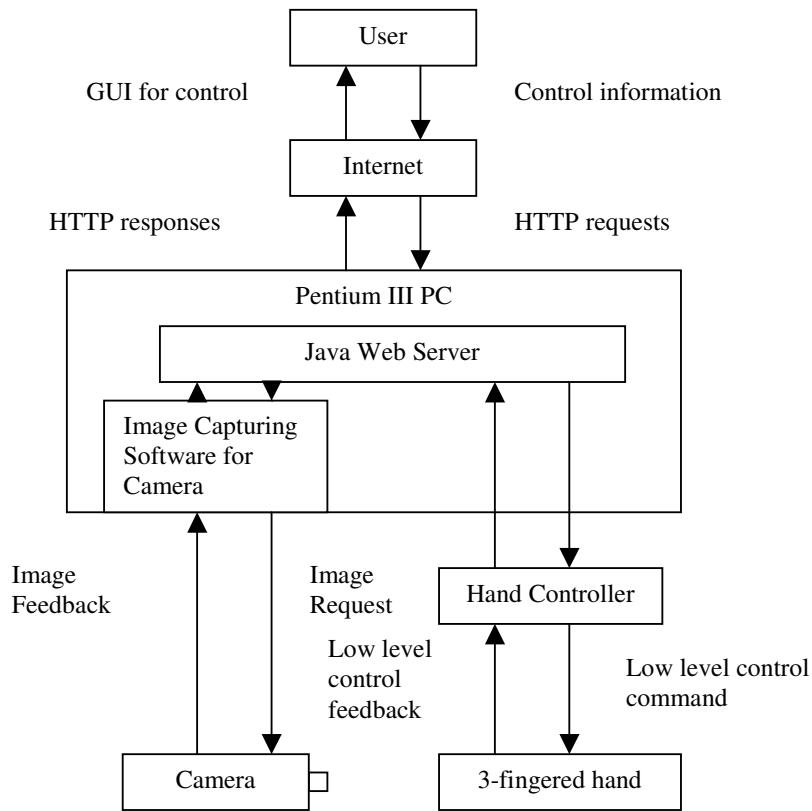 User
GUI for control
Control information
Internet
HTTP responses
HTTP requests
Pentium III PC
Java Web Server
Image Capturing
Software for
Camera
Image
Feedback
Image
Request
Hand Controller
Low level
control
feedback
Low level control
command
Camera
3-fingered hand